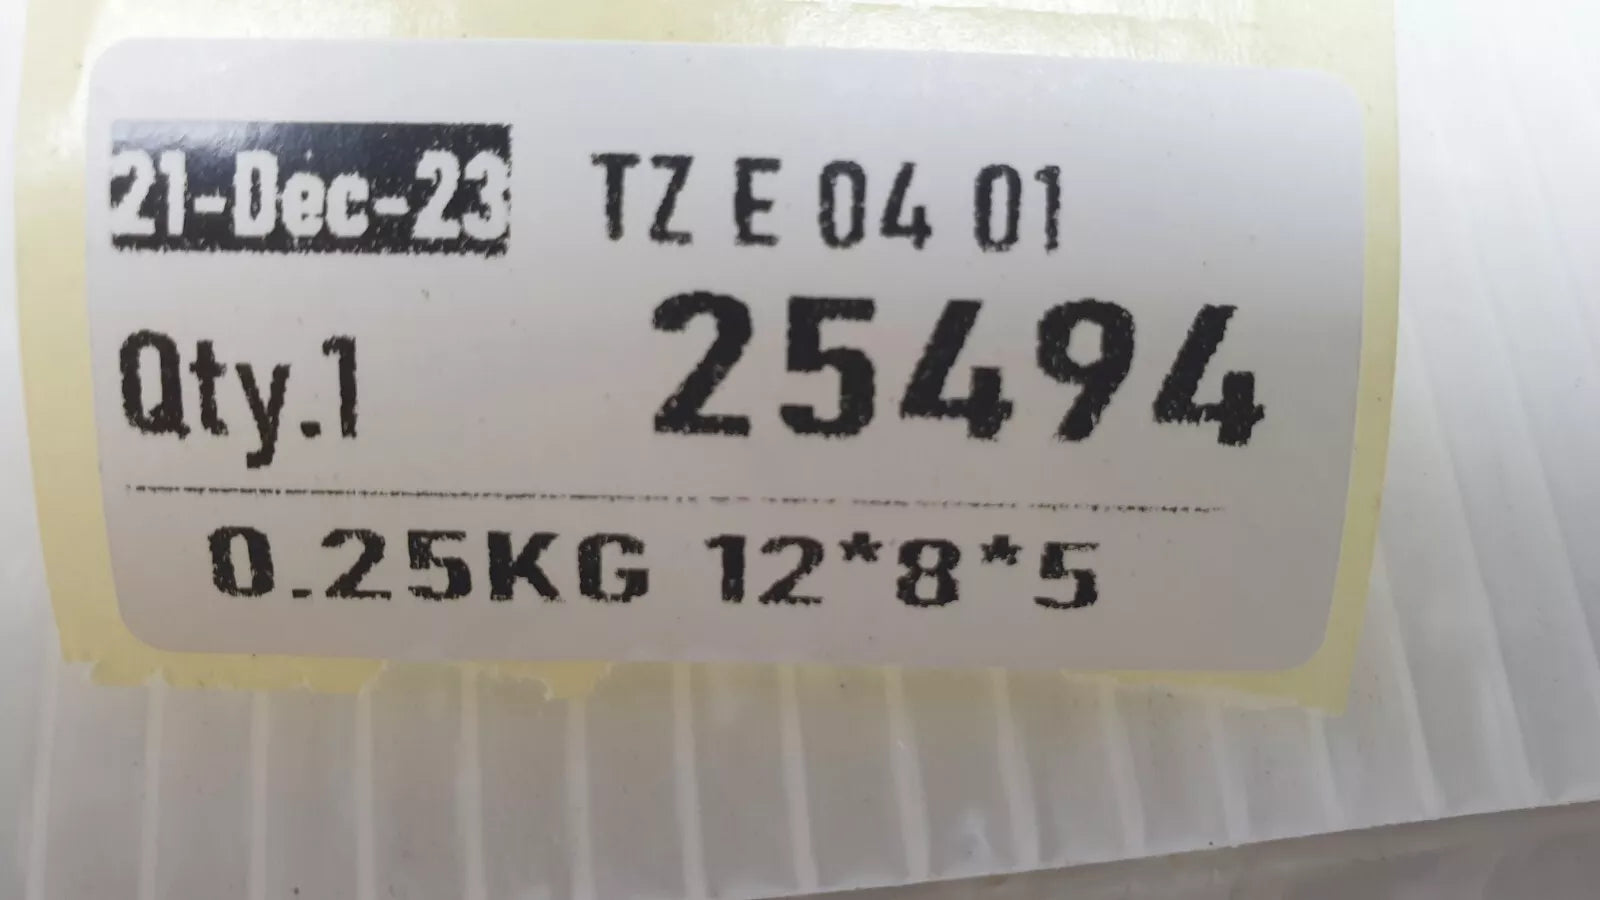 21-Dec-23 TZ E 04 01
Qty.1 25494
0.25KG 12*8*5